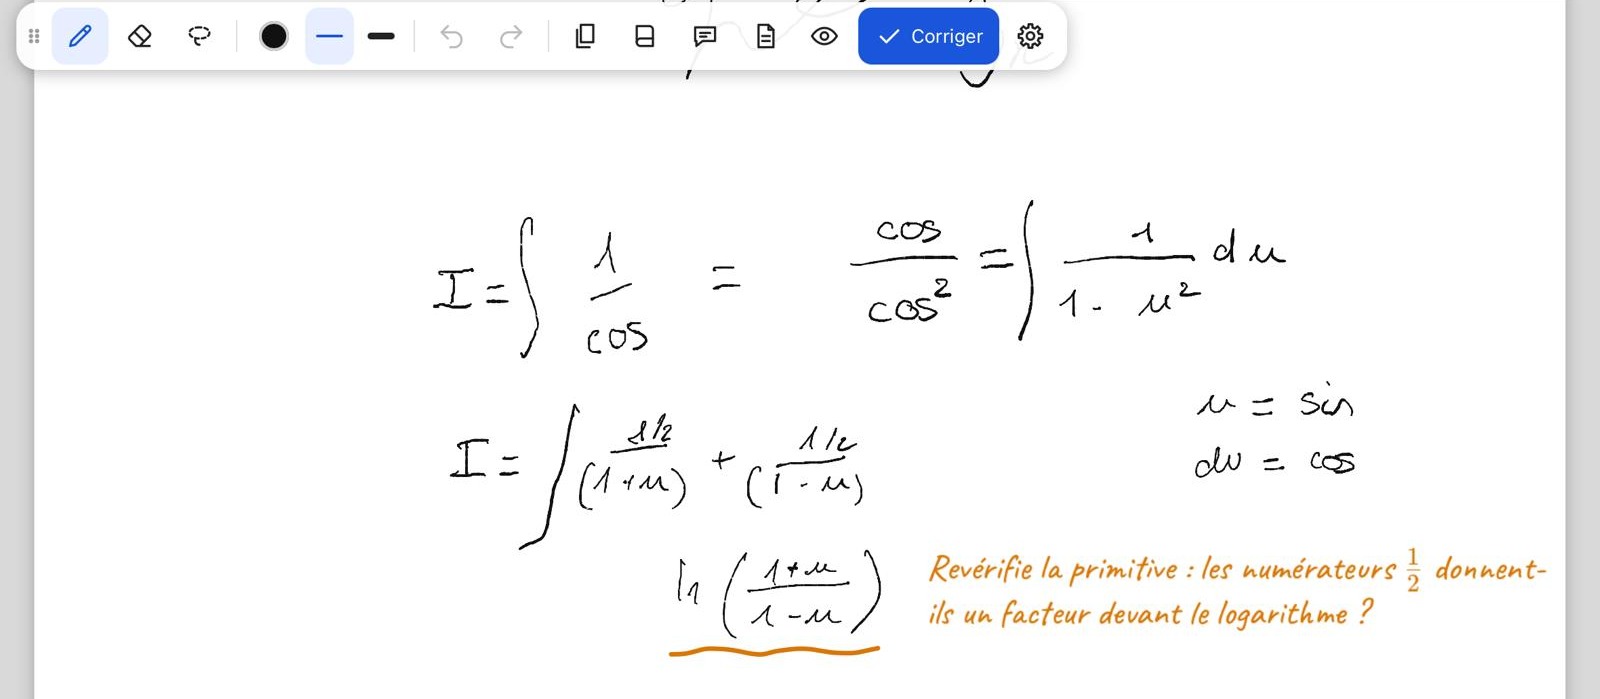 Corriger
I = ∫ 1/cos = cos/cos² = ∫ 1/(1 - u²) du
u = sin
I = ∫ (1/2)/(1+u) + (1/2)/(1-u)
du = cos
ln((1+u)/(1-u))
Revérifie la primitive : les numérateurs 1/2 donnent-
ils un facteur devant le logarithme ?